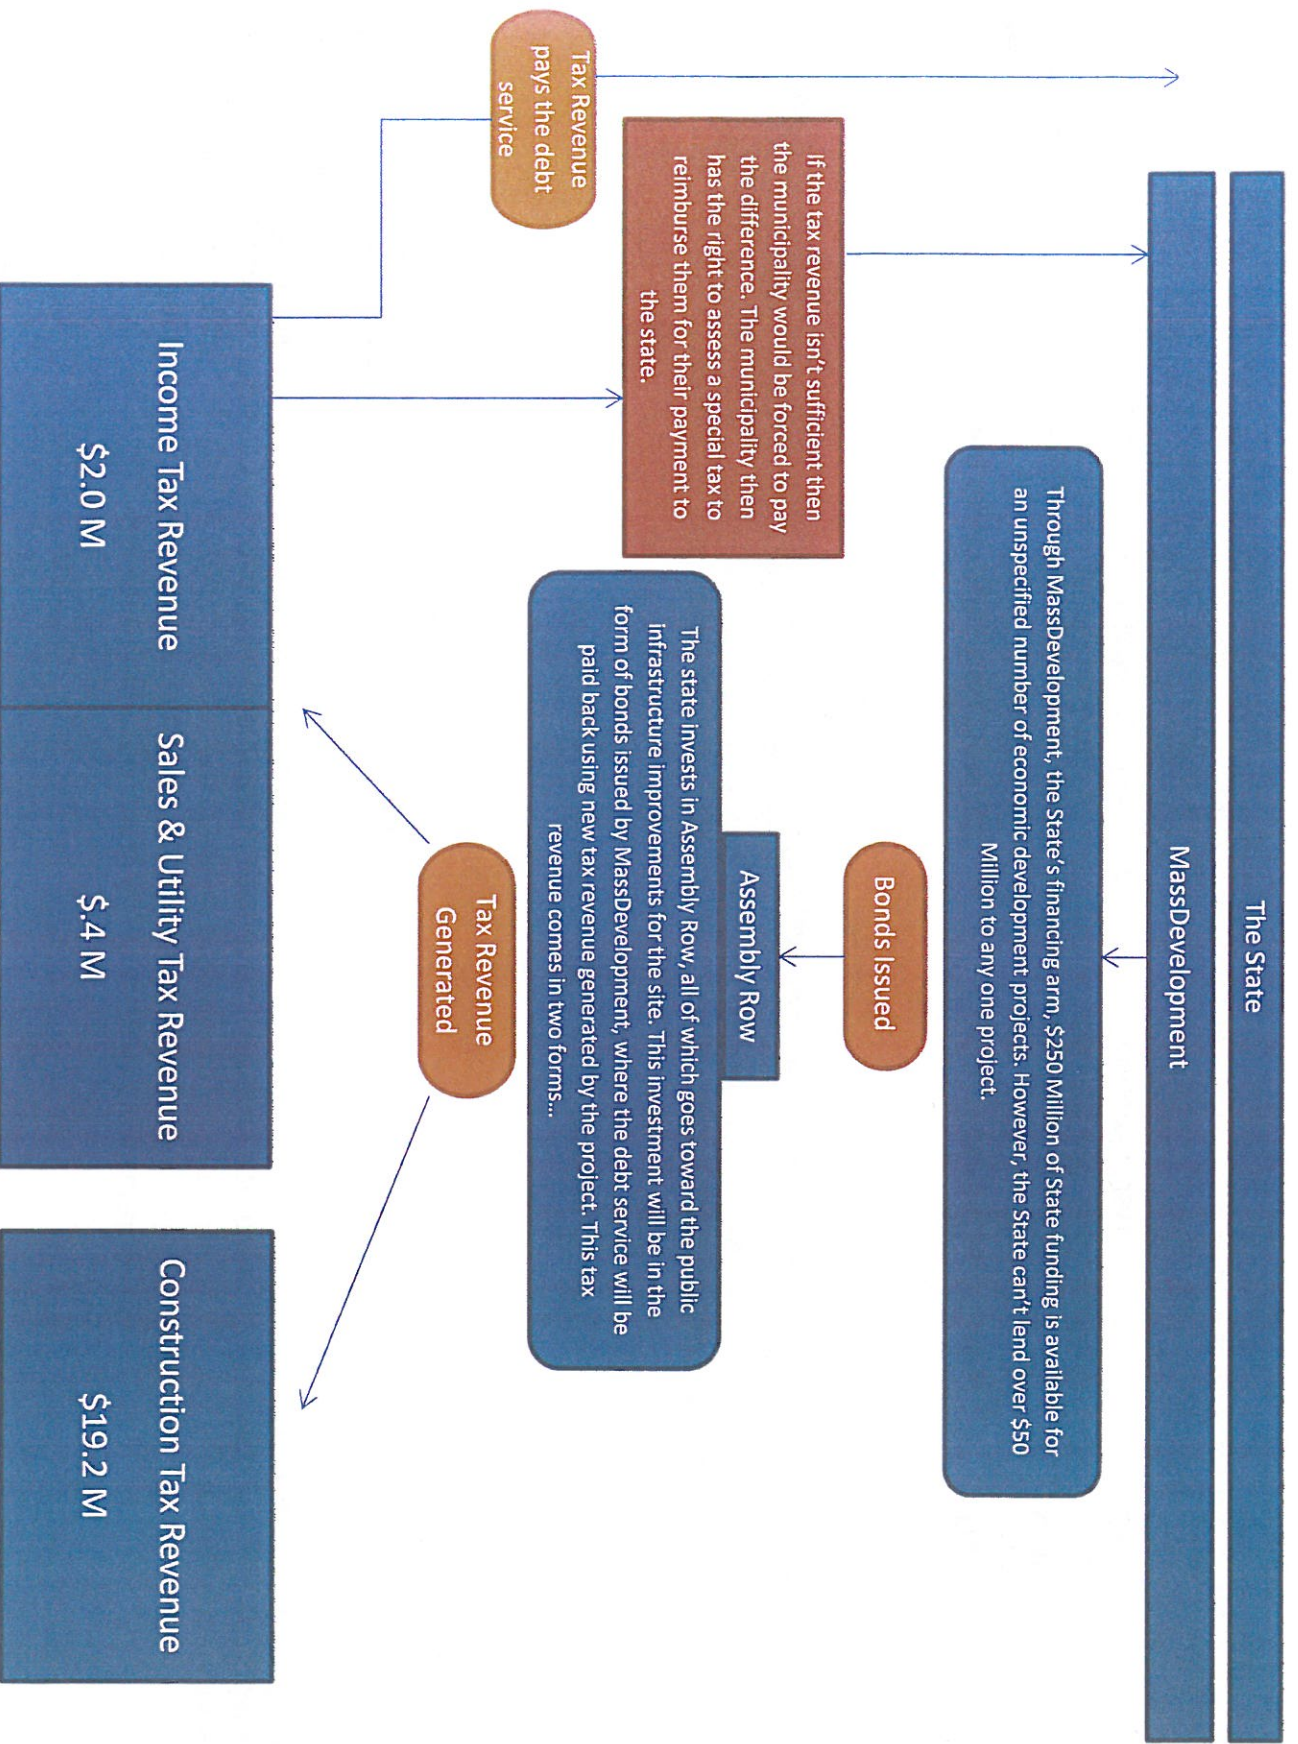 The State
MassDevelopment
Through MassDevelopment, the State's financing arm, $250 Million of State funding is available for
an unspecified number of economic development projects. However, the State can't lend over $50
Million to any one project.
Bonds Issued
Assembly Row
The state invests in Assembly Row, all of which goes toward the public
infrastructure improvements for the site. This investment will be in the
form of bonds issued by MassDevelopment, where the debt service will be
paid back using new tax revenue generated by the project. This tax
revenue comes in two forms...
If the tax revenue isn't sufficient then
the municipality would be forced to pay
the difference. The municipality then
has the right to assess a special tax to
reimburse them for their payment to
the state.
Tax Revenue
pays the debt
service
Tax Revenue
Generated
Income Tax Revenue
$2.0 M
Sales & Utility Tax Revenue
$.4 M
Construction Tax Revenue
$19.2 M